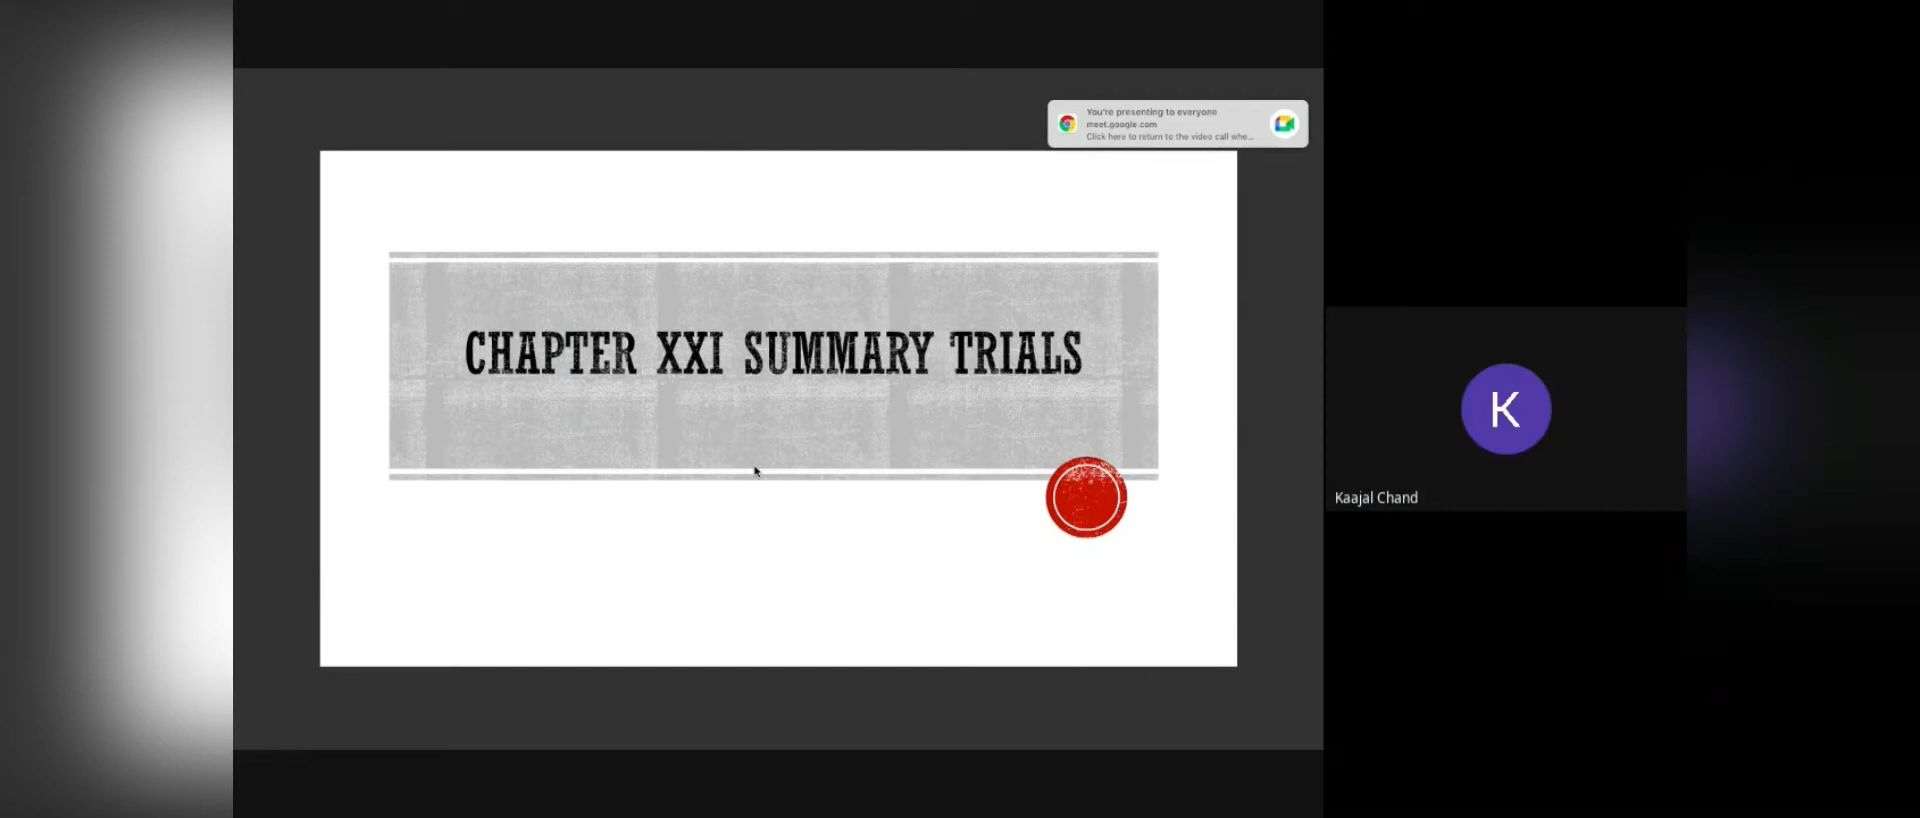 You're presenting to everyone
meet.google.com
Click here to return to the video call whe...
CHAPTER XXI SUMMARY TRIALS
K
Kaajal Chand